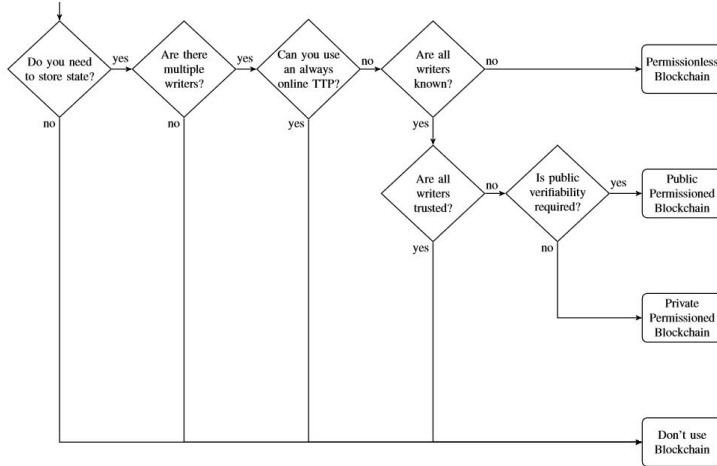 Do you need
to store state?
yes
no
Are there
multiple
writers?
yes
no
Can you use
an always
online TTP?
no
yes
Are all
writers
known?
no
yes
Permissionless
Blockchain
Are all
writers
trusted?
no
yes
Is public
verifiability
required?
yes
no
Public
Permissioned
Blockchain
Private
Permissioned
Blockchain
Don't use
Blockchain